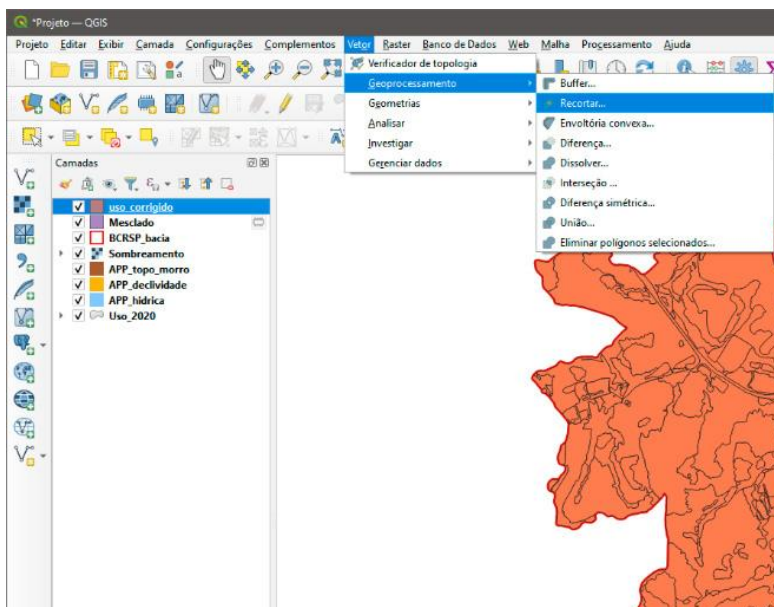 *Projeto — QGIS
Projeto Editar Exibir Camada Configurações Complementos Vetor Raster Banco de Dados Web Malha Processamento Ajuda
Verificador de topologia
Geoprocessamento
Geometrias
Analisar
Investigar
Gerenciar dados
Buffer...
Recortar...
Envoltória convexa...
Diferença...
Dissolver...
Interseção ...
Diferença simétrica...
União...
Eliminar polígonos selecionados...
Camadas
uso_corrigido
Mesclado
BCRSP_bacia
Sombreamento
APP_topo_morro
APP_declividade
APP_hidrica
Uso_2020